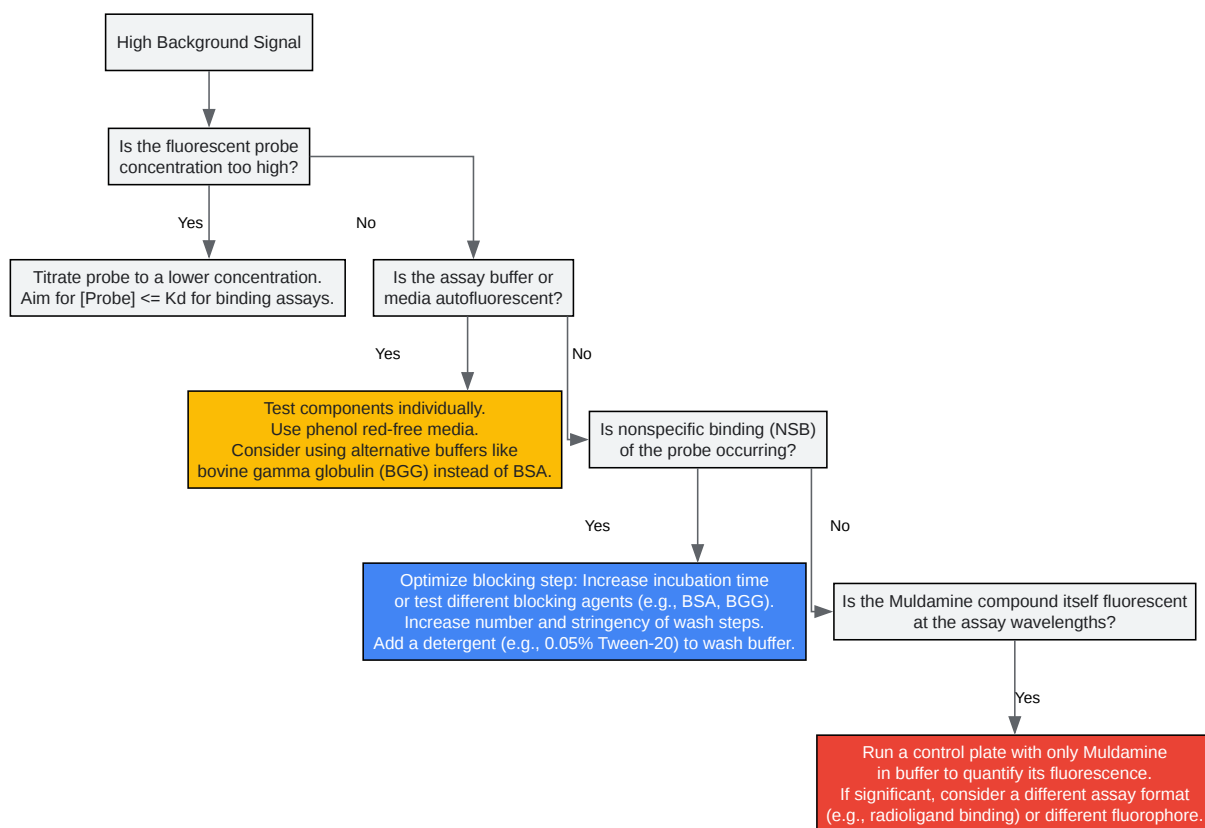 High Background Signal
Is the fluorescent probe
concentration too high?
Yes
No
Titrate probe to a lower concentration.
Aim for [Probe] <= Kd for binding assays.
Is the assay buffer or
media autofluorescent?
Yes
No
Test components individually.
Use phenol red-free media.
Consider using alternative buffers like
bovine gamma globulin (BGG) instead of BSA.
Is nonspecific binding (NSB)
of the probe occurring?
Yes
No
Optimize blocking step: Increase incubation time
or test different blocking agents (e.g., BSA, BGG).
Increase number and stringency of wash steps.
Add a detergent (e.g., 0.05% Tween-20) to wash buffer.
Is the Muldamine compound itself fluorescent
at the assay wavelengths?
Yes
Run a control plate with only Muldamine
in buffer to quantify its fluorescence.
If significant, consider a different assay format
(e.g., radioligand binding) or different fluorophore.